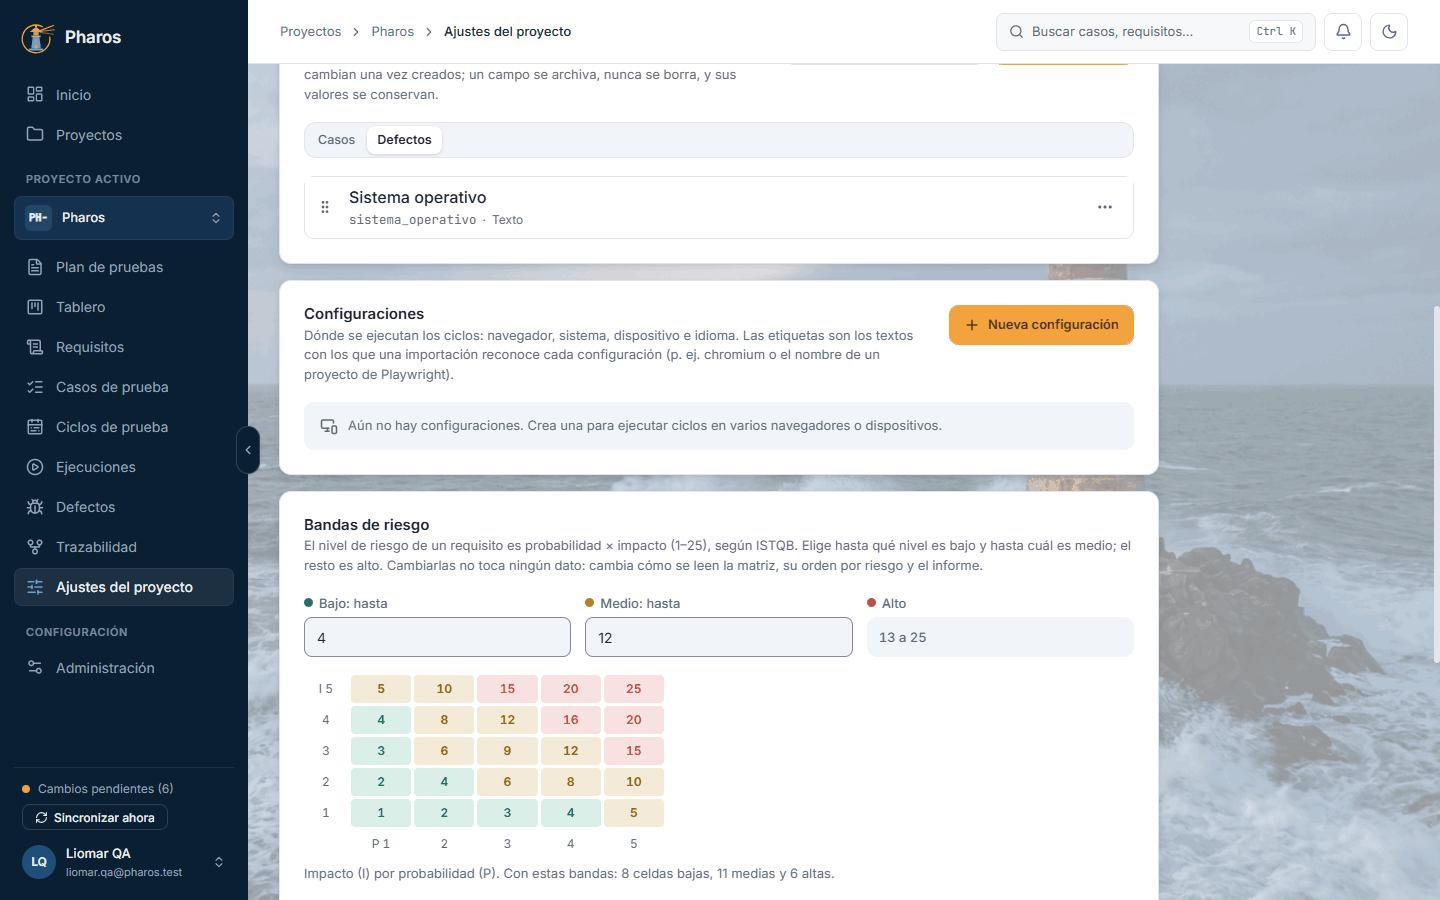 Pharos
Inicio
Proyectos
PROYECTO ACTIVO
PH-
Pharos
Plan de pruebas
Tablero
Requisitos
Casos de prueba
Ciclos de prueba
Ejecuciones
Defectos
Trazabilidad
Ajustes del proyecto
CONFIGURACIÓN
Administración
Cambios pendientes (6)
Sincronizar ahora
LQ
Liomar QA
liomar.qa@pharos.test
Proyectos
Pharos
Ajustes del proyecto
Buscar casos, requisitos...
Ctrl K
cambian una vez creados; un campo se archiva, nunca se borra, y sus
valores se conservan.
Casos
Defectos
Sistema operativo
sistema_operativo · Texto
Configuraciones
Dónde se ejecutan los ciclos: navegador, sistema, dispositivo e idioma. Las etiquetas son los textos
con los que una importación reconoce cada configuración (p. ej. chromium o el nombre de un
proyecto de Playwright).
Nueva configuración
Aún no hay configuraciones. Crea una para ejecutar ciclos en varios navegadores o dispositivos.
Bandas de riesgo
El nivel de riesgo de un requisito es probabilidad × impacto (1–25), según ISTQB. Elige hasta qué nivel es bajo y hasta cuál es medio; el
resto es alto. Cambiarlas no toca ningún dato: cambia cómo se leen la matriz, su orden por riesgo y el informe.
Bajo: hasta
Medio: hasta
Alto
4
12
13 a 25
I 5 5 10 15 20 25
4 4 8 12 16 20
3 3 6 9 12 15
2 2 4 6 8 10
1 1 2 3 4 5
P 1 2 3 4 5
Impacto (I) por probabilidad (P). Con estas bandas: 8 celdas bajas, 11 medias y 6 altas.